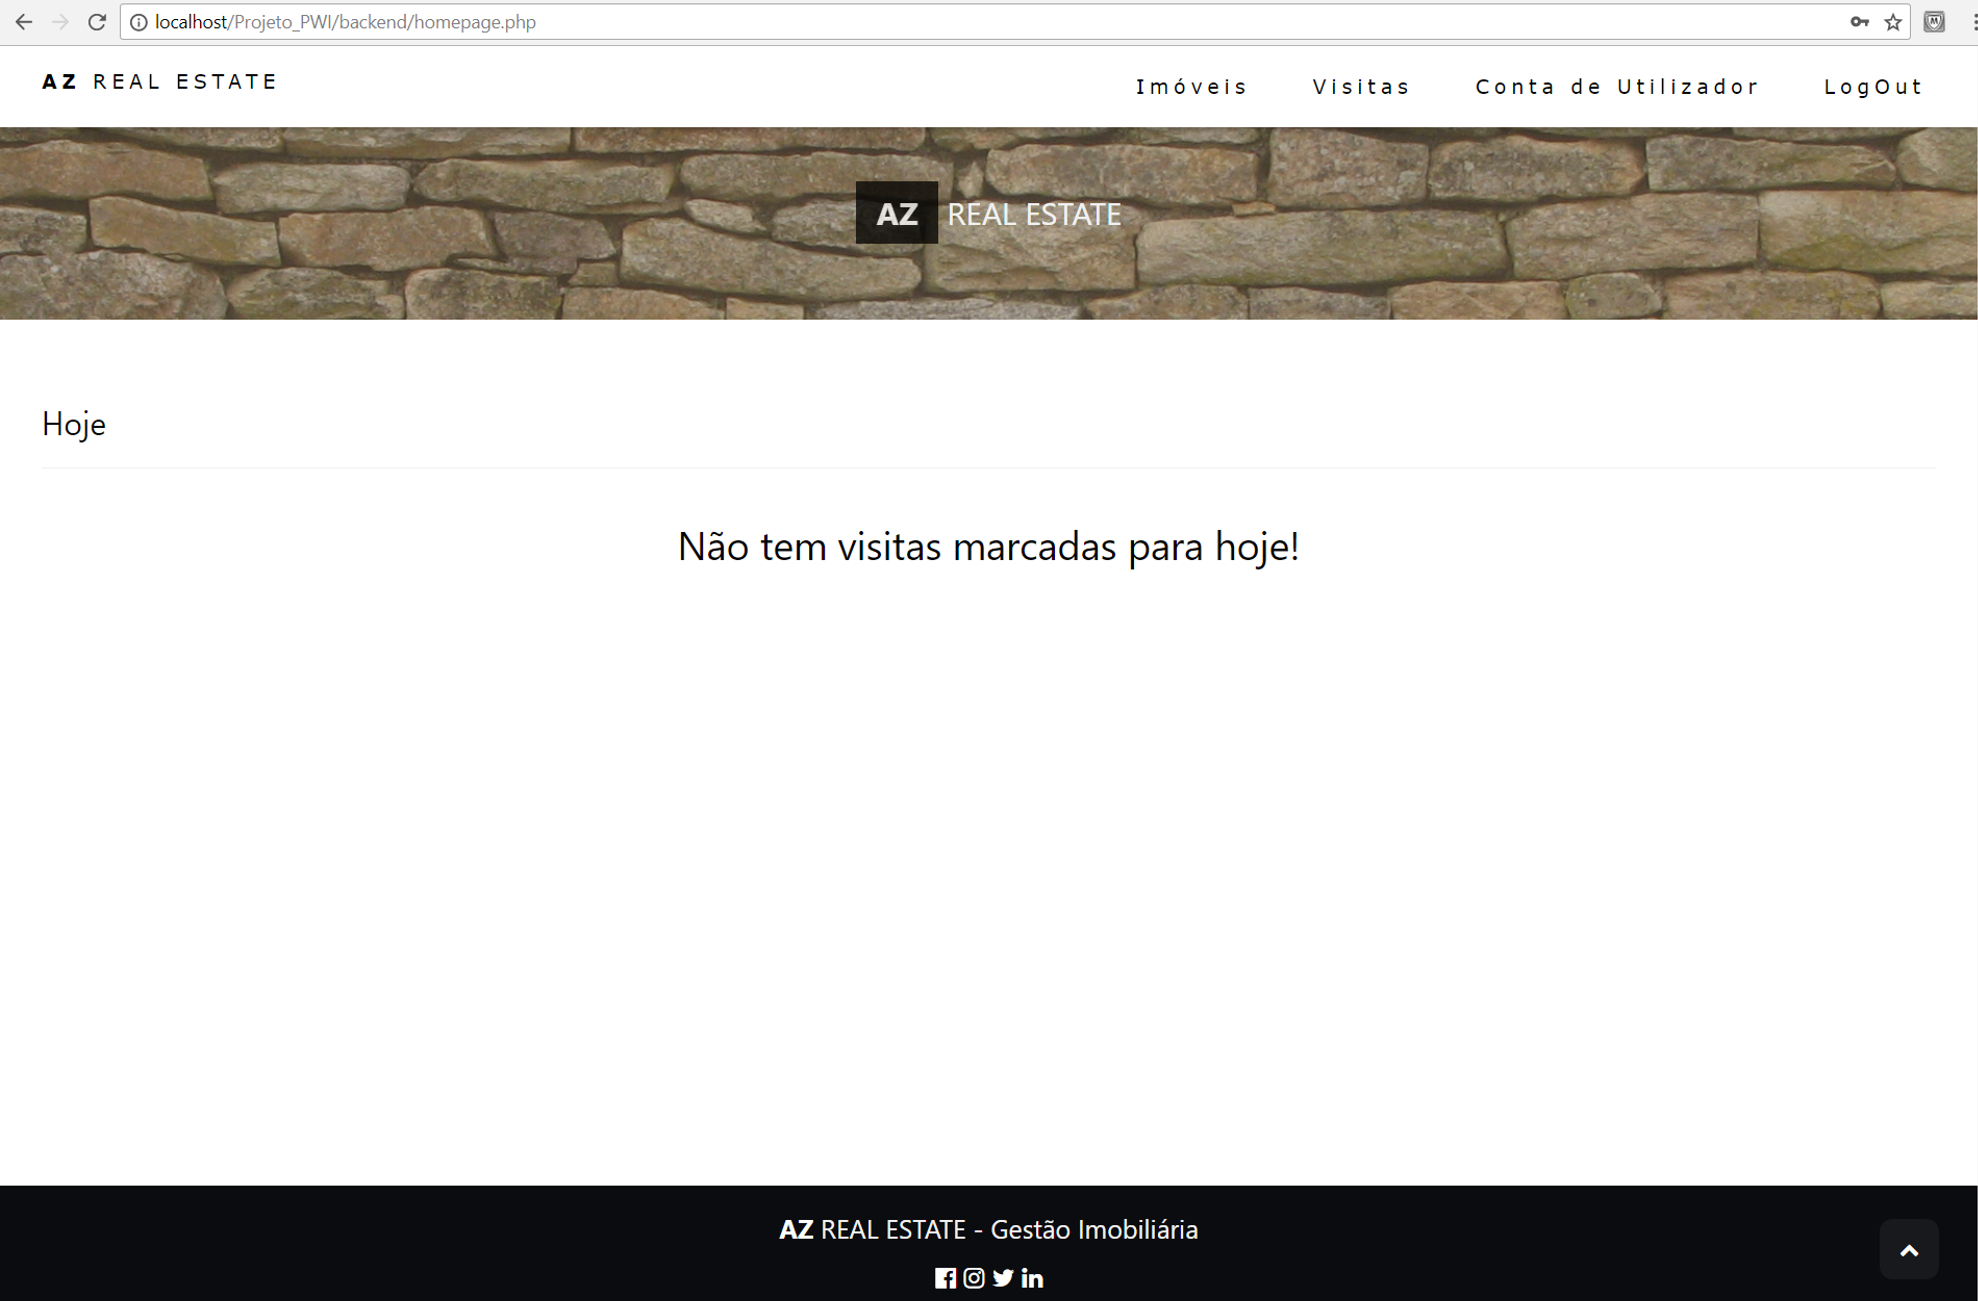 localhost/Projeto_PWI/backend/homepage.php
AZ REAL ESTATE
Imóveis Visitas Conta de Utilizador LogOut
AZ REAL ESTATE
Hoje
Não tem visitas marcadas para hoje!
AZ REAL ESTATE - Gestão Imobiliária